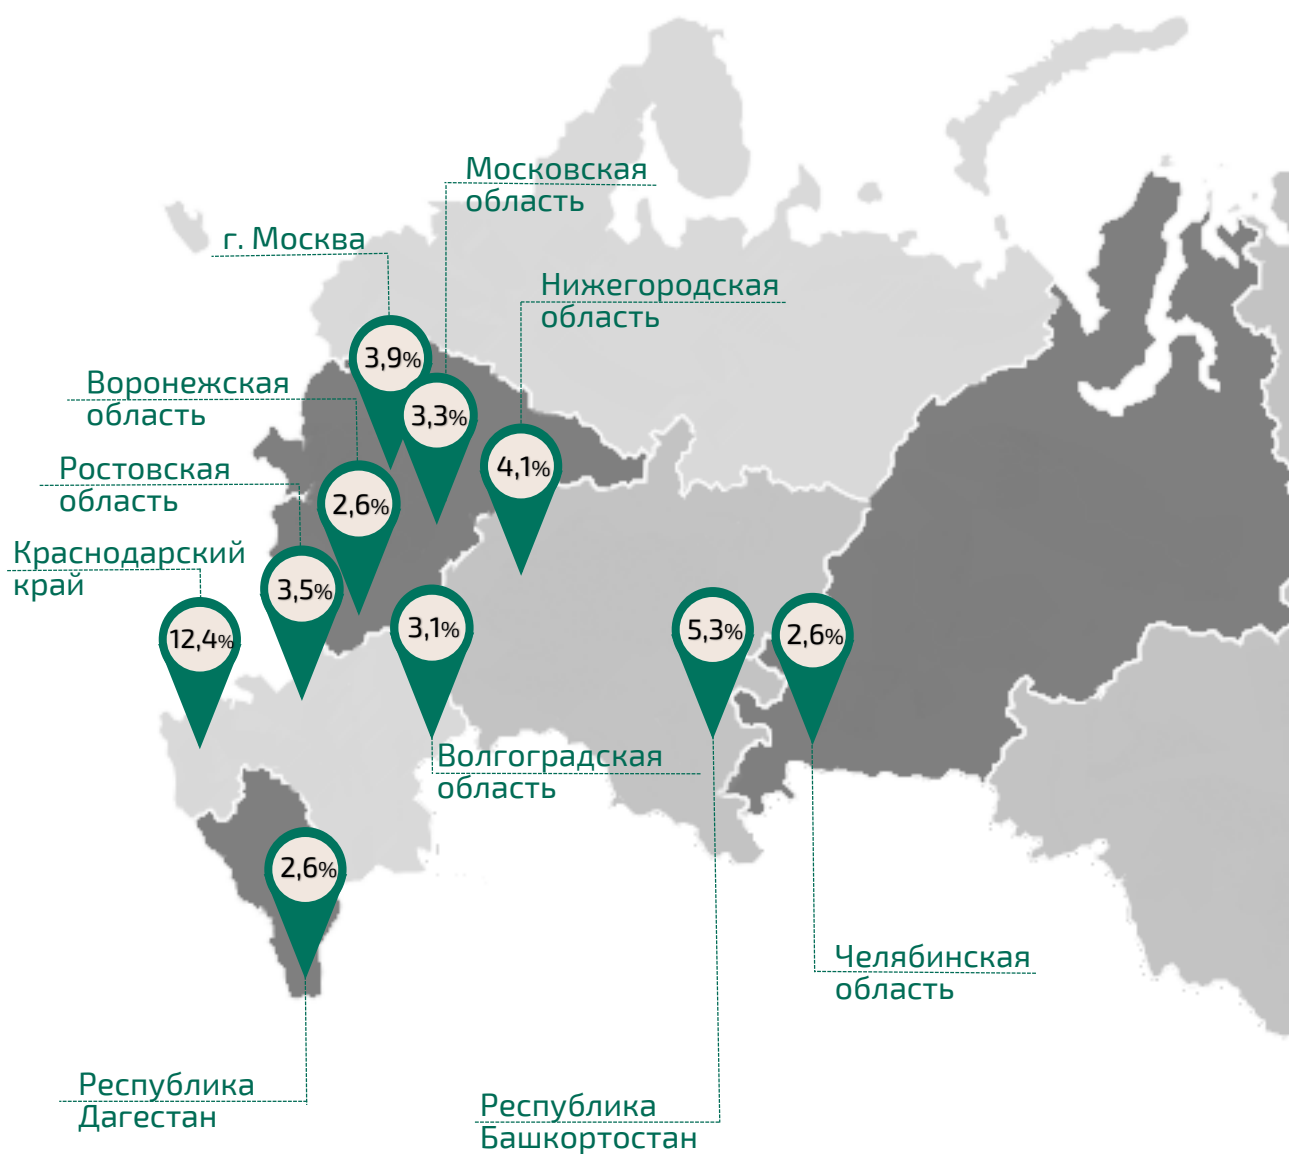 Московская
область
г. Москва
Нижегородская
область
3,9%
Воронежская
область
3,3%
Ростовская
область
4,1%
2,6%
Краснодарский
край
3,5%
12,4%
3,1%
5,3%
2,6%
Волгоградская
область
2,6%
Челябинская
область
Республика
Дагестан
Республика
Башкортостан